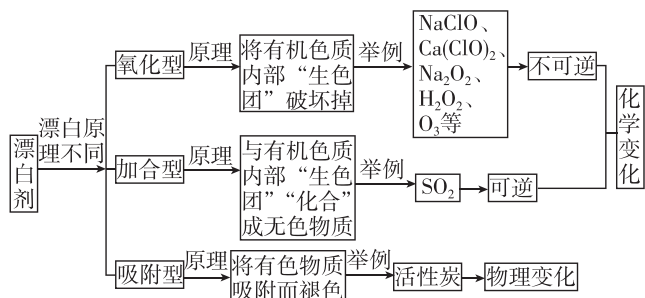 漂白剂
漂白原
理不同
氧化型
原理
将有机色质
内部“生色
团”破坏掉
举例
NaClO、
Ca(ClO)₂、
Na₂O₂、
H₂O₂、
O₃等
不可逆
加合型
原理
与有机色质
内部“生色
团”“化合”
成无色物质
举例
SO₂
可逆
化学变化
吸附型
原理
将有色物质
吸附而褪色
举例
活性炭
物理变化